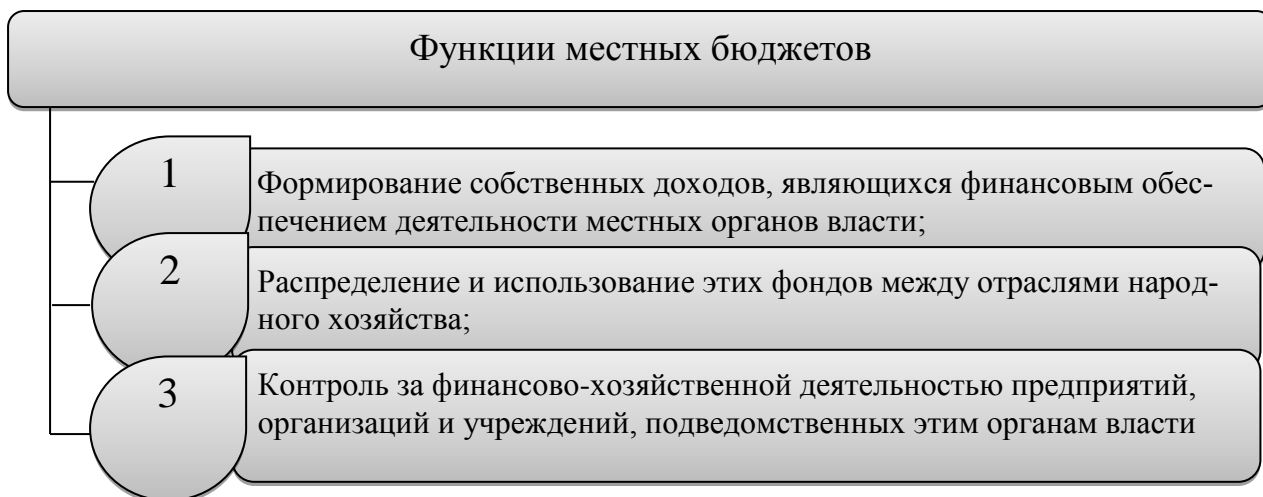 Функции местных бюджетов
1
Формирование собственных доходов, являющихся финансовым обес-
печением деятельности местных органов власти;
2
Распределение и использование этих фондов между отраслями народ-
ного хозяйства;
3
Контроль за финансово-хозяйственной деятельностью предприятий,
организаций и учреждений, подведомственных этим органам власти